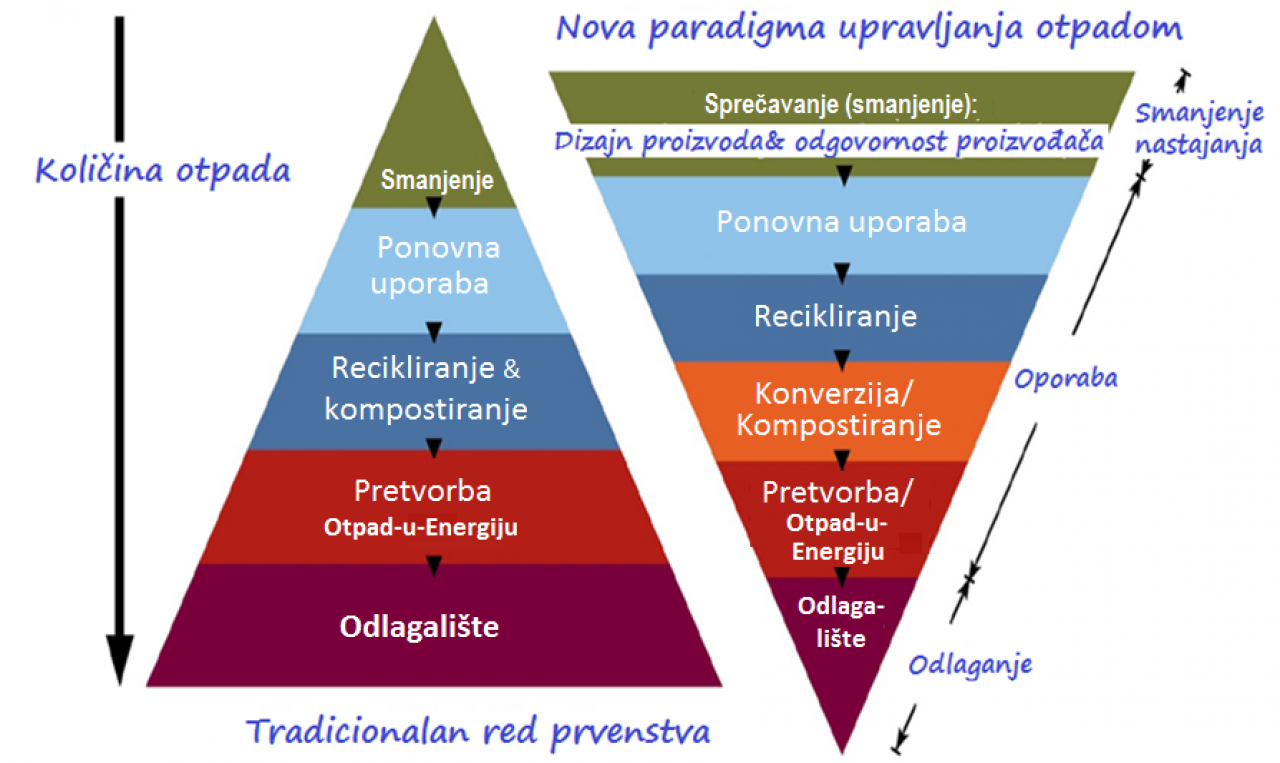 Nova paradigma upravljanja otpadom
Količina otpada
Smanjenje
Ponovna
uporaba
Recikliranje &
kompostiranje
Pretvorba
Otpad-u-Energiju
Odlagalište
Tradicionalan red prvenstva
Sprečavanje (smanjenje):
Dizajn proizvoda& odgovornost proizvođača
Ponovna uporaba
Recikliranje
Konverzija/
Kompostiranje
Pretvorba/
Otpad-u-
Energiju
Odlaga-
lište
Smanjenje
nastajanja
Oporaba
Odlaganje